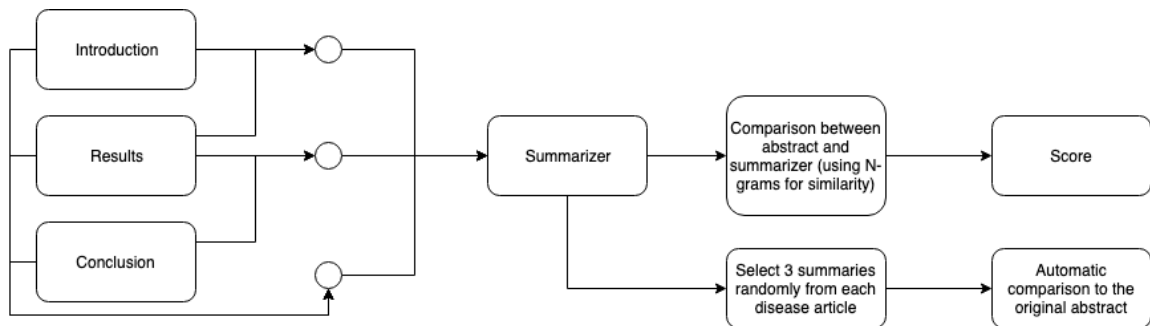 Introduction
Results
Conclusion
Summarizer
Comparison between
abstract and
summarizer (using N-
grams for similarity)
Score
Select 3 summaries
randomly from each
disease article
Automatic
comparison to the
original abstract